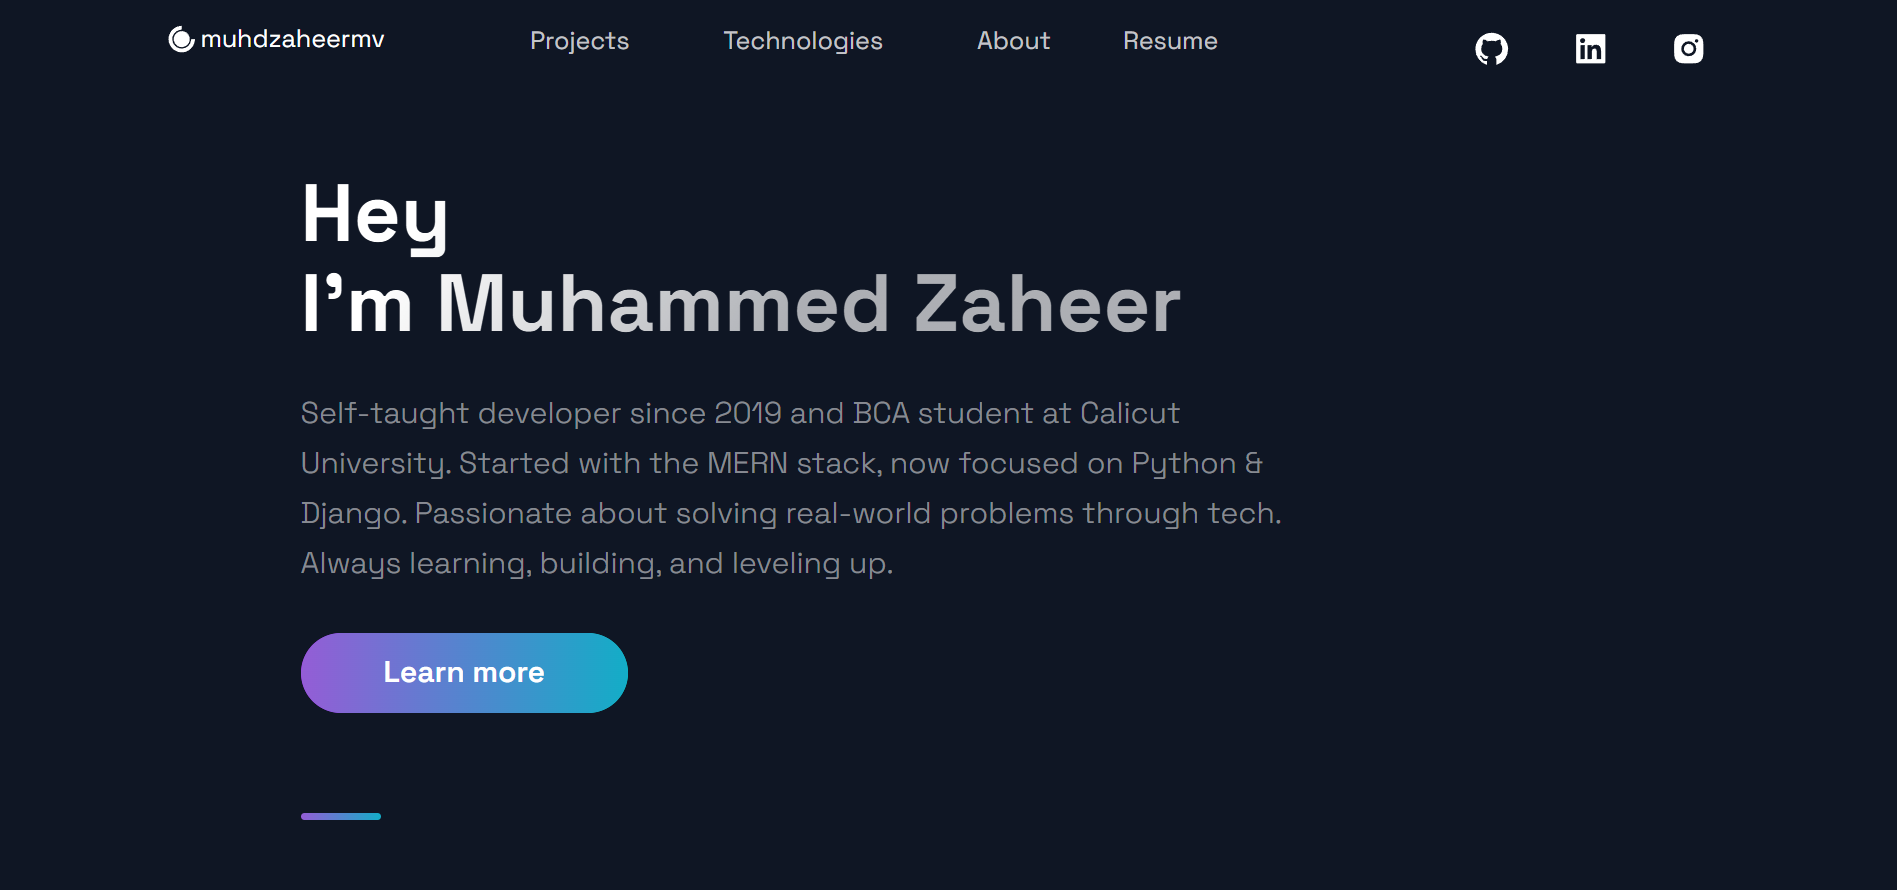 muhdzaheermv
Projects
Technologies
About
Resume
Hey
I'm Muhammed Zaheer
Self-taught developer since 2019 and BCA student at Calicut
University. Started with the MERN stack, now focused on Python &
Django. Passionate about solving real-world problems through tech.
Always learning, building, and leveling up.
Learn more